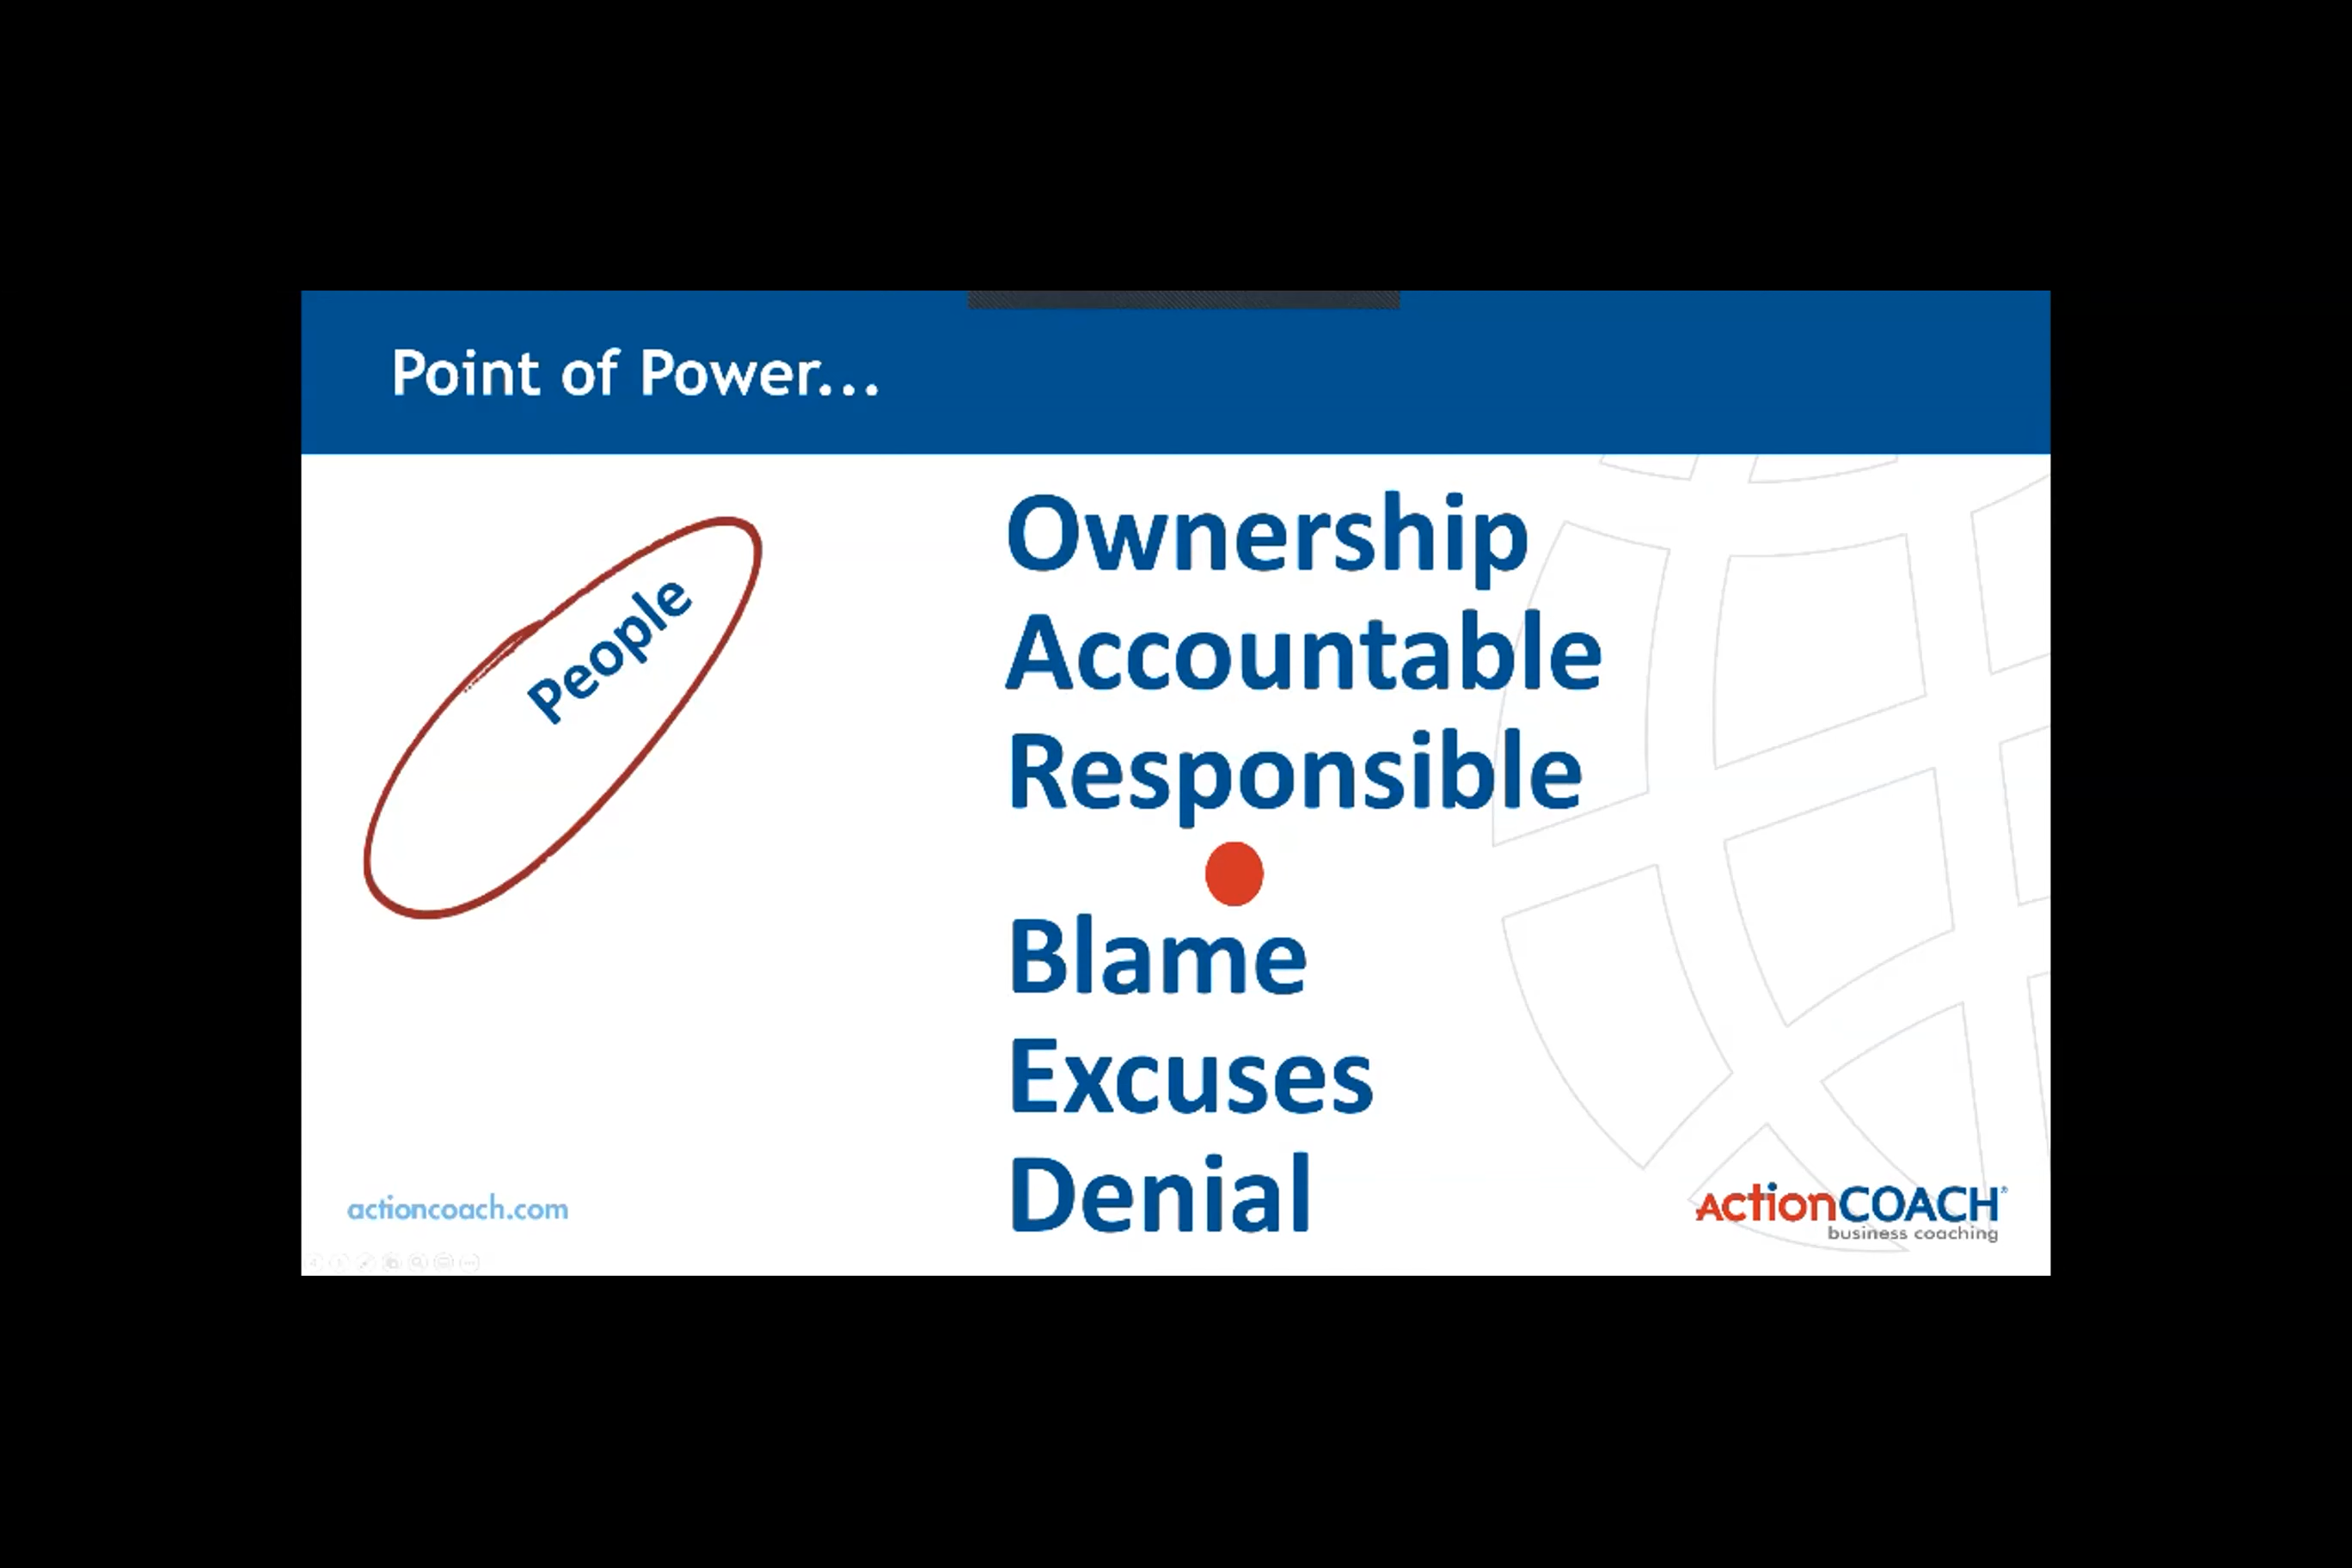 Point of Power...
People
Ownership
Accountable
Responsible
Blame
Excuses
Denial
actioncoach.com
ActionCOACH®
business coaching